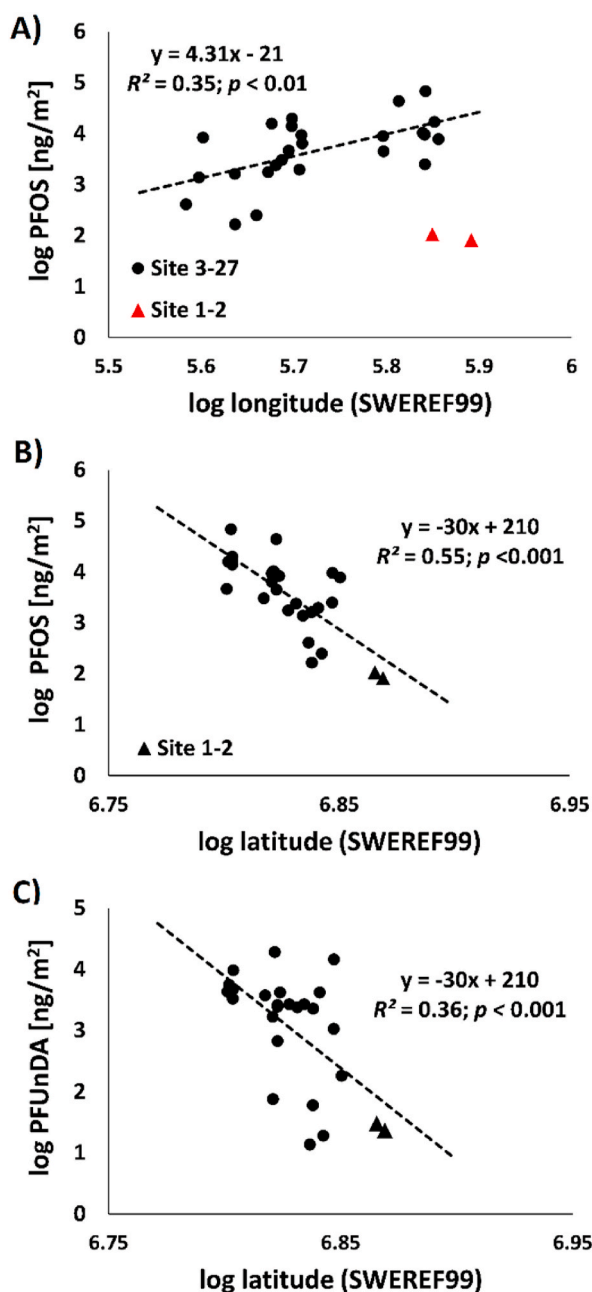 A)
y = 4.31x - 21
R² = 0.35; p < 0.01
log PFOS [ng/m²]
6
5
4
3
2
1
0
Site 3-27
Site 1-2
5.5 5.6 5.7 5.8 5.9 6
log longitude (SWEREF99)
B)
y = -30x + 210
R² = 0.55; p <0.001
log PFOS [ng/m²]
6
5
4
3
2
1
0
Site 1-2
6.75 6.85 6.95
log latitude (SWEREF99)
C)
y = -30x + 210
R² = 0.36; p < 0.001
log PFUnDA [ng/m²]
5
4
3
2
1
0
6.75 6.85 6.95
log latitude (SWEREF99)